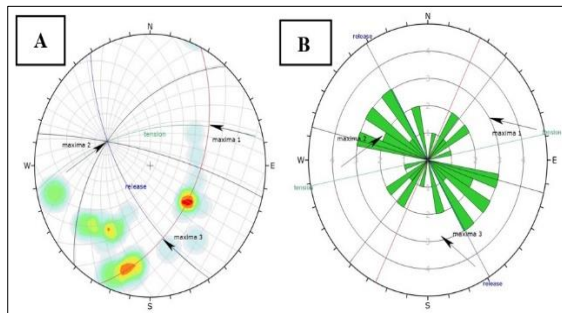 A
N
W
E
S
maxima 1
tension
maxima 2
release
maxima 3
B
N
W
E
S
release
maxima 1
tension
maxima 2
tension
maxima 3
release